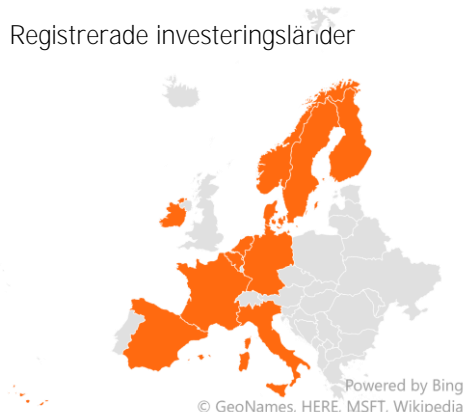 Registrerade investeringsländer
Powered by Bing
© GeoNames, HERE, MSFT, Wikipedia